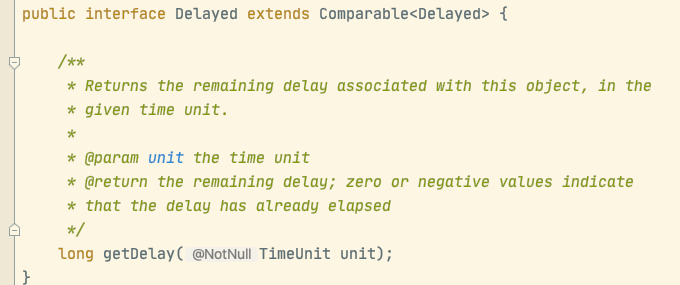 public interface Delayed extends Comparable<Delayed> {
/**
* Returns the remaining delay associated with this object, in the
* given time unit.
*
* @param unit the time unit
* @return the remaining delay; zero or negative values indicate
* that the delay has already elapsed
*/
long getDelay( @NotNull TimeUnit unit);
}